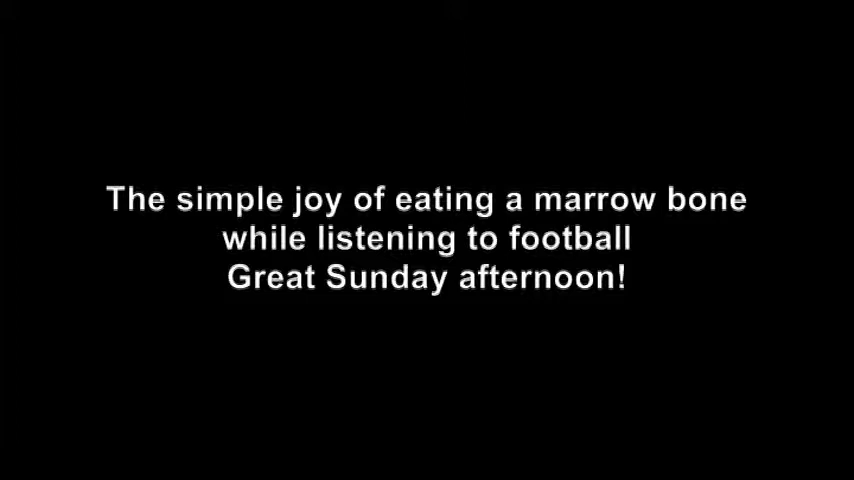 The simple joy of eating a marrow bone
while listening to football
Great Sunday afternoon!